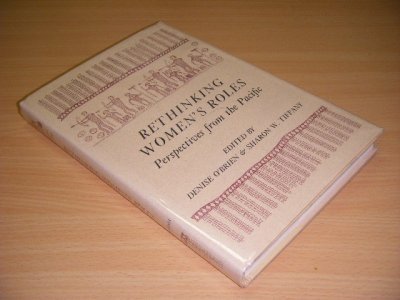 RETHINKING
WOMEN'S ROLES
Perspectives from the Pacific
EDITED BY
DENISE O'BRIEN & SHARON W. TIFFANY